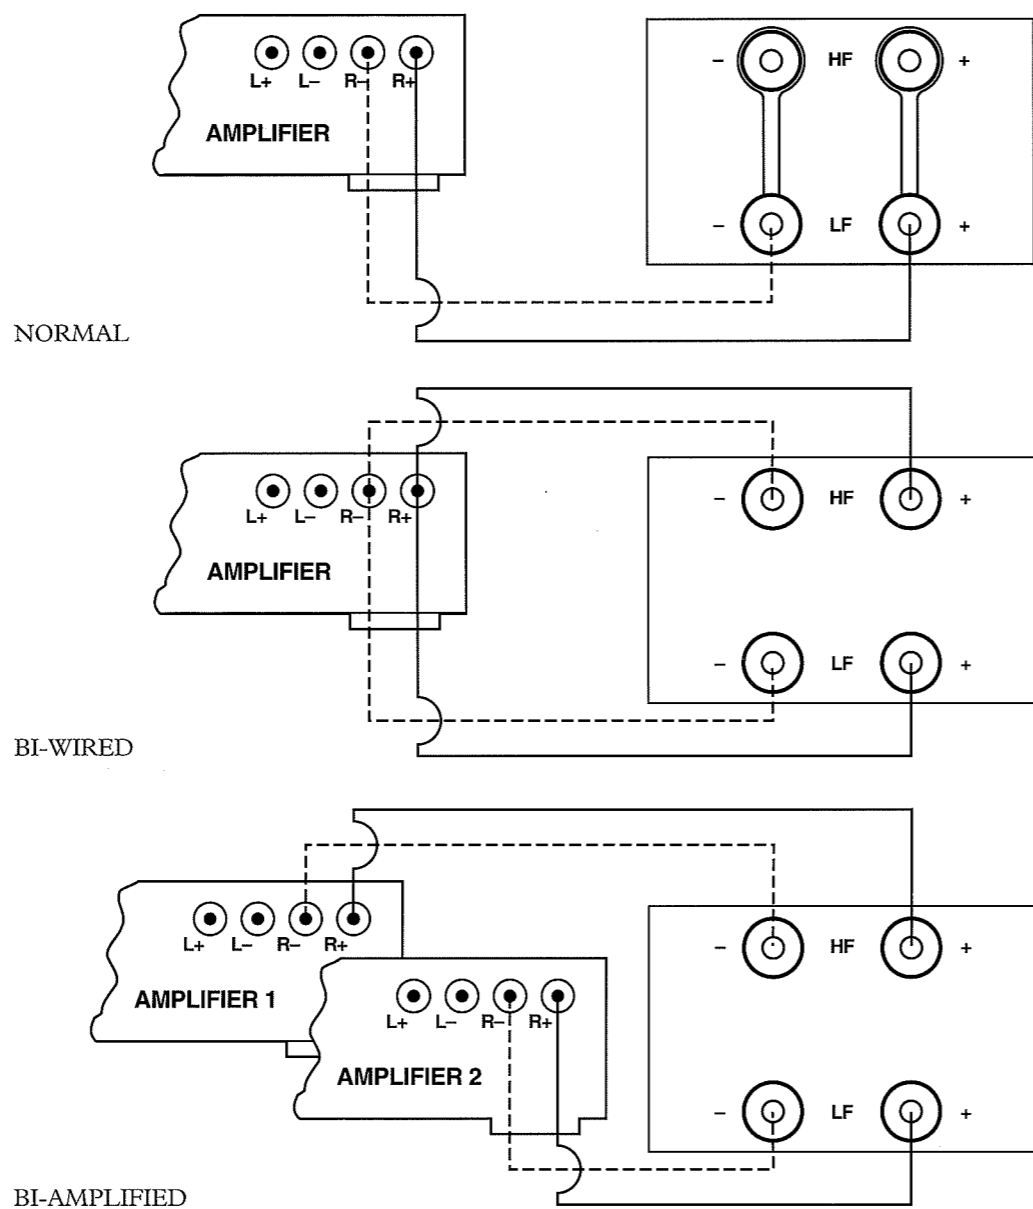 L+ L– R– R+
AMPLIFIER
– HF +
– LF +
NORMAL
L+ L– R– R+
AMPLIFIER
– HF +
– LF +
BI-WIRED
L+ L– R– R+
AMPLIFIER 1
L+ L– R– R+
AMPLIFIER 2
– HF +
– LF +
BI-AMPLIFIED